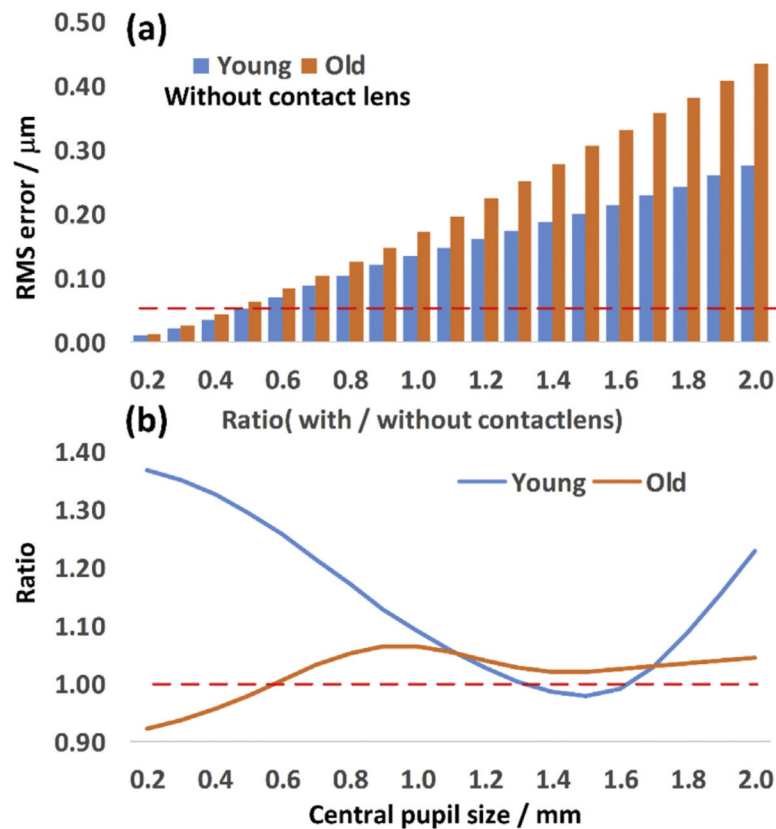 (a)
Young Old
Without contact lens
RMS error / μm
0.50
0.40
0.30
0.20
0.10
0.00
0.2 0.4 0.6 0.8 1.0 1.2 1.4 1.6 1.8 2.0
(b)
Ratio( with / without contactlens)
Young Old
Ratio
1.40
1.30
1.20
1.10
1.00
0.90
0.2 0.4 0.6 0.8 1.0 1.2 1.4 1.6 1.8 2.0
Central pupil size / mm